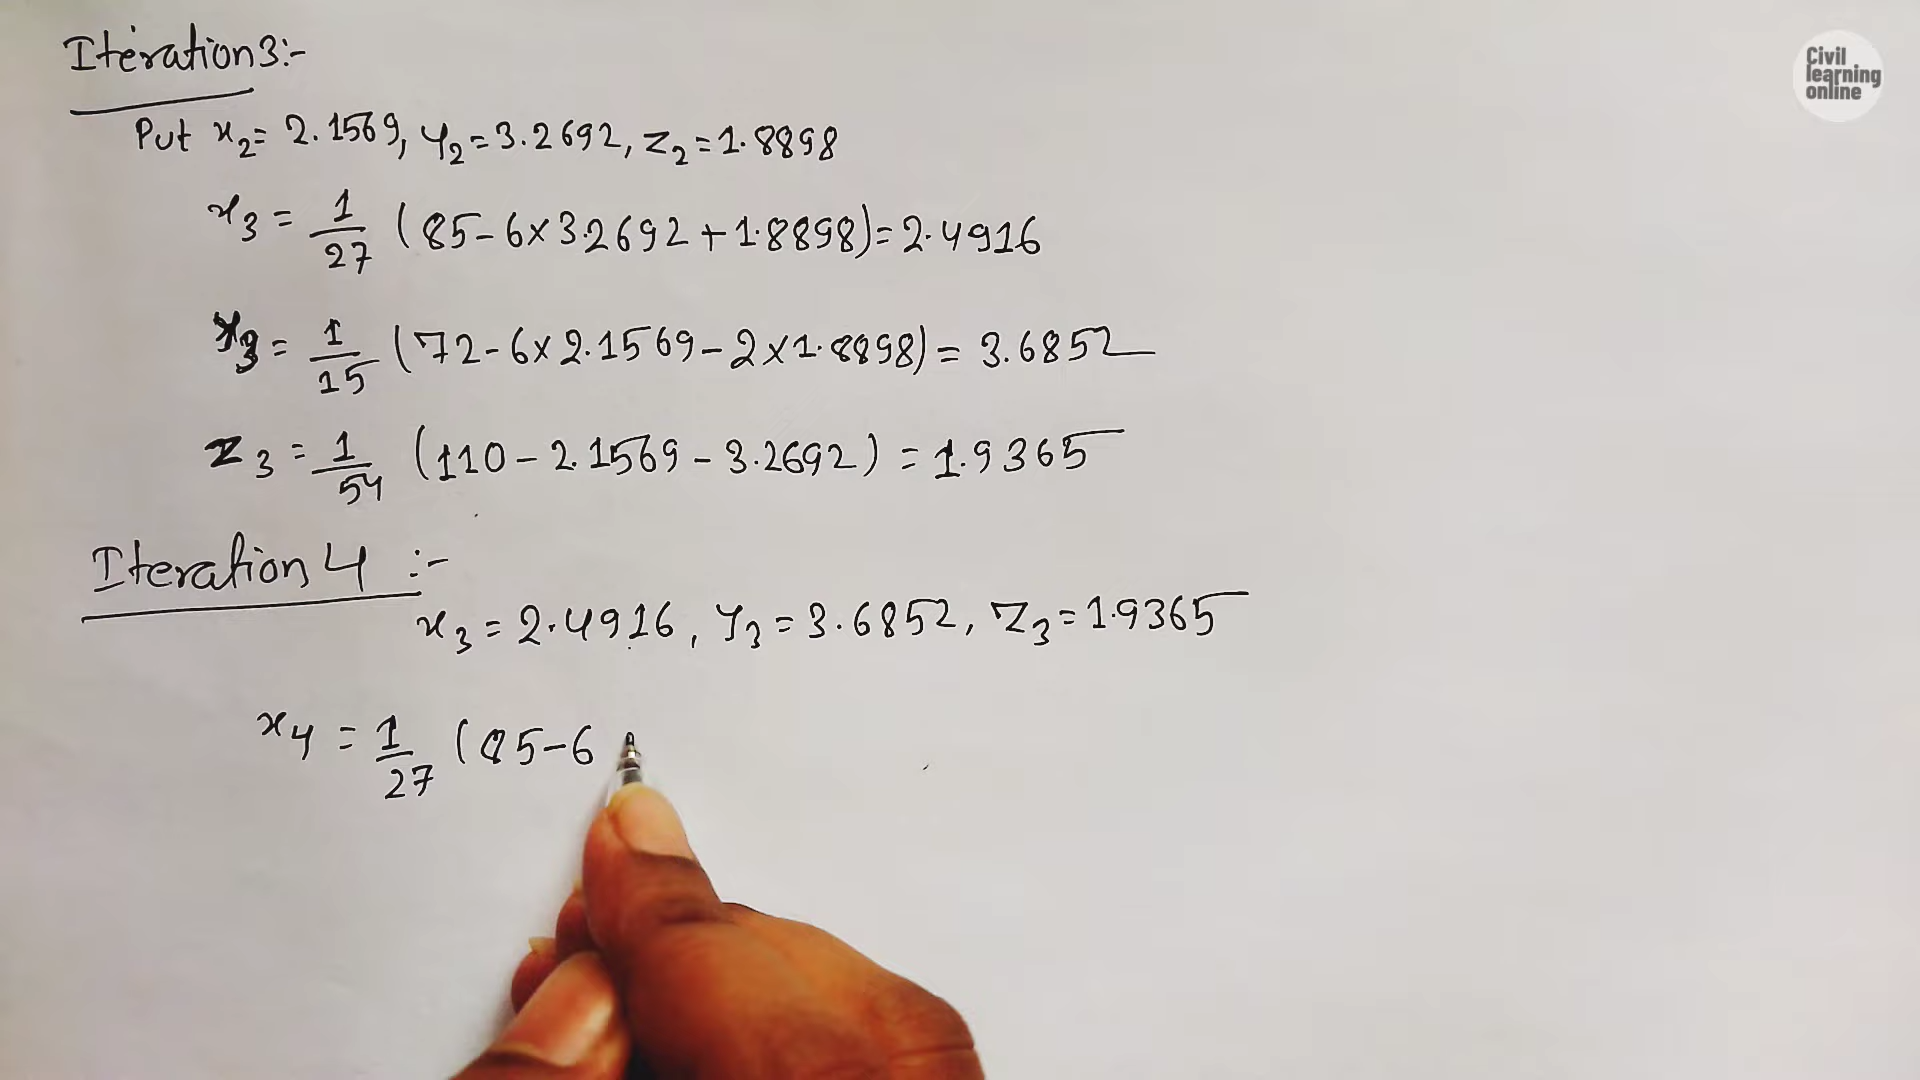 Civil
learning
online
Iteration 3:-
Put x₂= 2.1569, y₂=3.2692, z₂=1.8898
x₃ = 1/27 (85-6×3.2692+1.8898)=2.4916
y₃ = 1/15 (72-6×2.1569-2×1.8898) = 3.6852
z₃ = 1/54 (110-2.1569-3.2692) = 1.9365
Iteration 4 :-
x₃ = 2.4916, y₃ = 3.6852, z₃ = 1.9365
x₄ = 1/27 (85-6